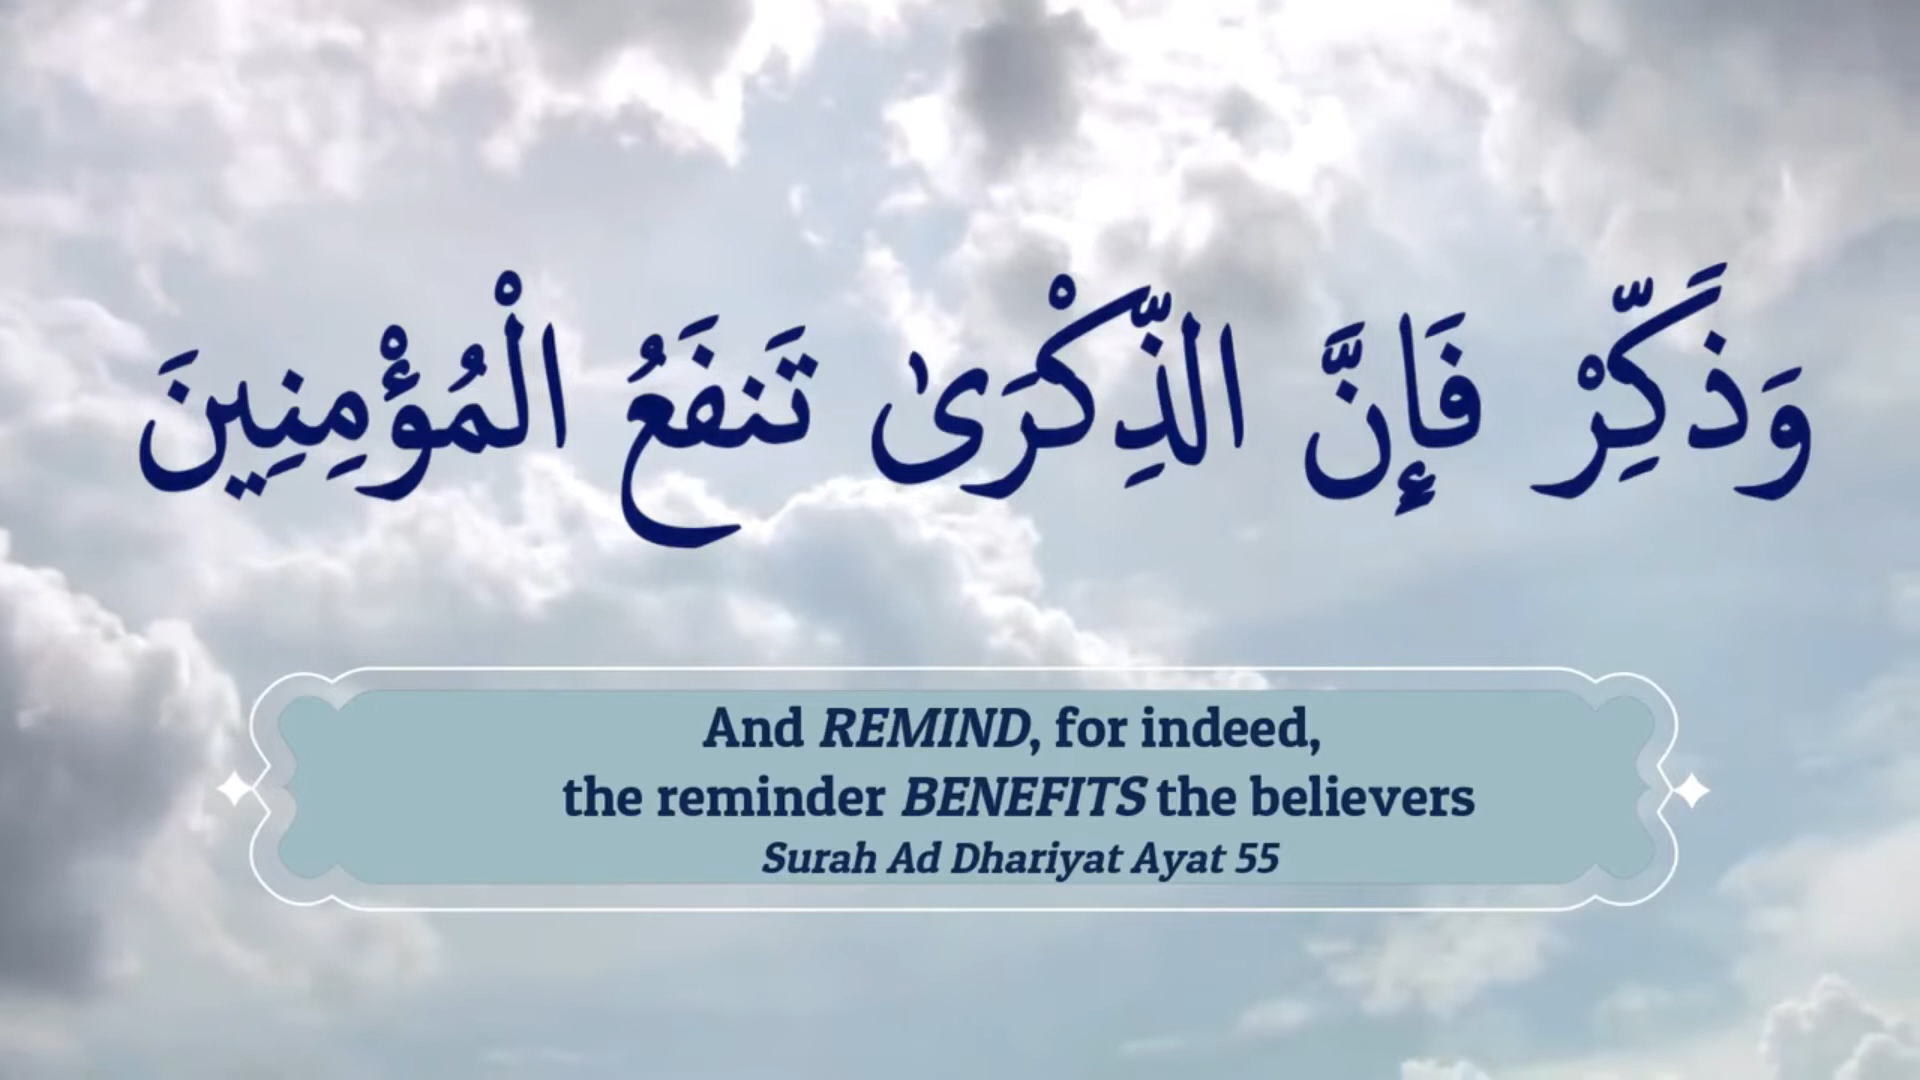 وَذَكِّرْ فَإِنَّ الذِّكْرَىٰ تَنفَعُ الْمُؤْمِنِينَ
And REMIND, for indeed,
the reminder BENEFITS the believers
Surah Ad Dhariyat Ayat 55